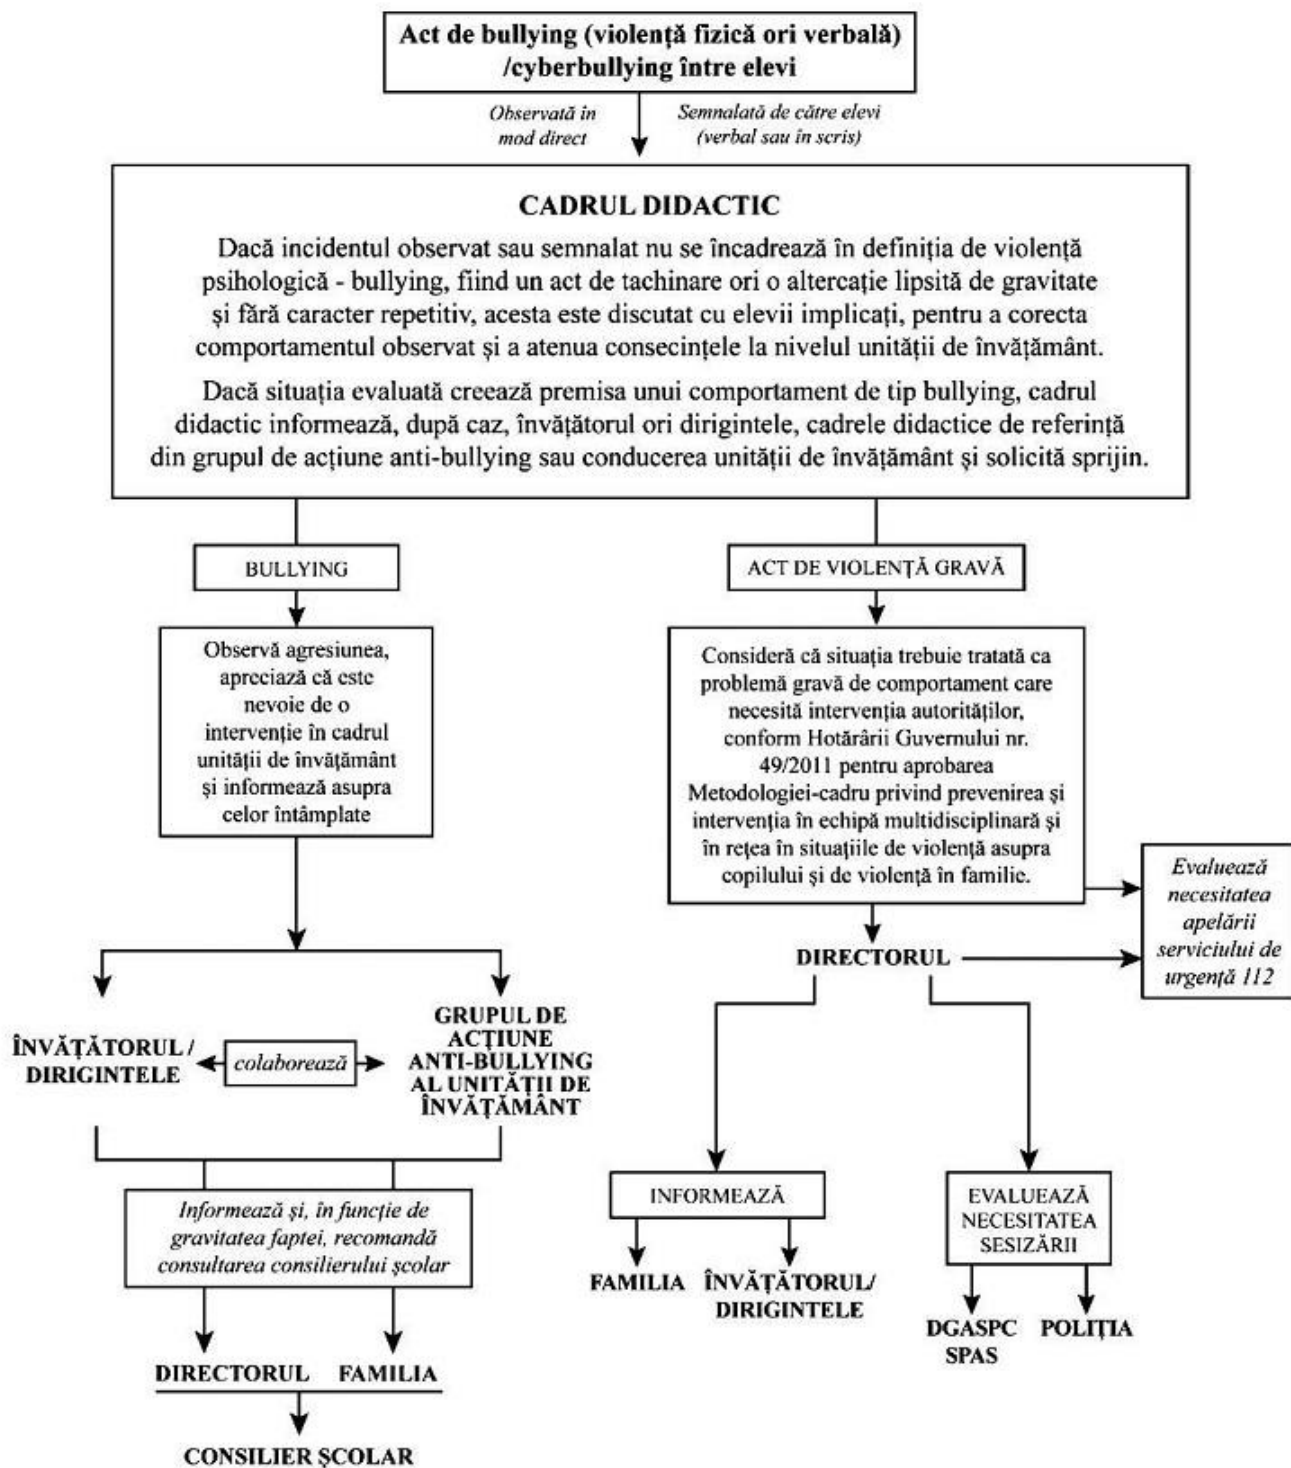 Act de bullying (violență fizică ori verbală)
/cyberbullying între elevi
Observată în
mod direct
Semnalată de către elevi
(verbal sau în scris)
CADRUL DIDACTIC
Dacă incidentul observat sau semnalat nu se încadrează în definiția de violență
psihologică - bullying, fiind un act de tachinare ori o altercație lipsită de gravitate
și fără caracter repetitiv, acesta este discutat cu elevii implicați, pentru a corecta
comportamentul observat și a atenua consecințele la nivelul unității de învățământ.
Dacă situația evaluată creează premisa unui comportament de tip bullying, cadrul
didactic informează, după caz, învățătorul ori dirigintele, cadrele didactice de referință
din grupul de acțiune anti-bullying sau conducerea unității de învățământ și solicită sprijin.
BULLYING
Observă agresiunea,
apreciază că este
nevoie de o
intervenție în cadrul
unității de învățământ
și informează asupra
celor întâmplate
ÎNVĂȚĂTORUL /
DIRIGINTELE
colaborează
GRUPUL DE
ACȚIUNE
ANTI-BULLYING
AL UNITĂȚII DE
ÎNVĂȚĂMÂNT
Informează și, în funcție de
gravitatea faptei, recomandă
consultarea consilierului școlar
DIRECTORUL
FAMILIA
CONSILIER ȘCOLAR
ACT DE VIOLENȚĂ GRAVĂ
Consideră că situația trebuie tratată ca
problemă gravă de comportament care
necesită intervenția autorităților,
conform Hotărârii Guvernului nr.
49/2011 pentru aprobarea
Metodologiei-cadru privind prevenirea și
intervenția în echipă multidisciplinară și
în rețea în situațiile de violență asupra
copilului și de violență în familie.
Evaluează
necesitatea
apelării
serviciului de
urgență 112
DIRECTORUL
INFORMEAZĂ
FAMILIA
ÎNVĂȚĂTORUL/
DIRIGINTELE
EVALUEAZĂ
NECESITATEA
SESIZĂRII
DGASPC
SPAS
POLIȚIA